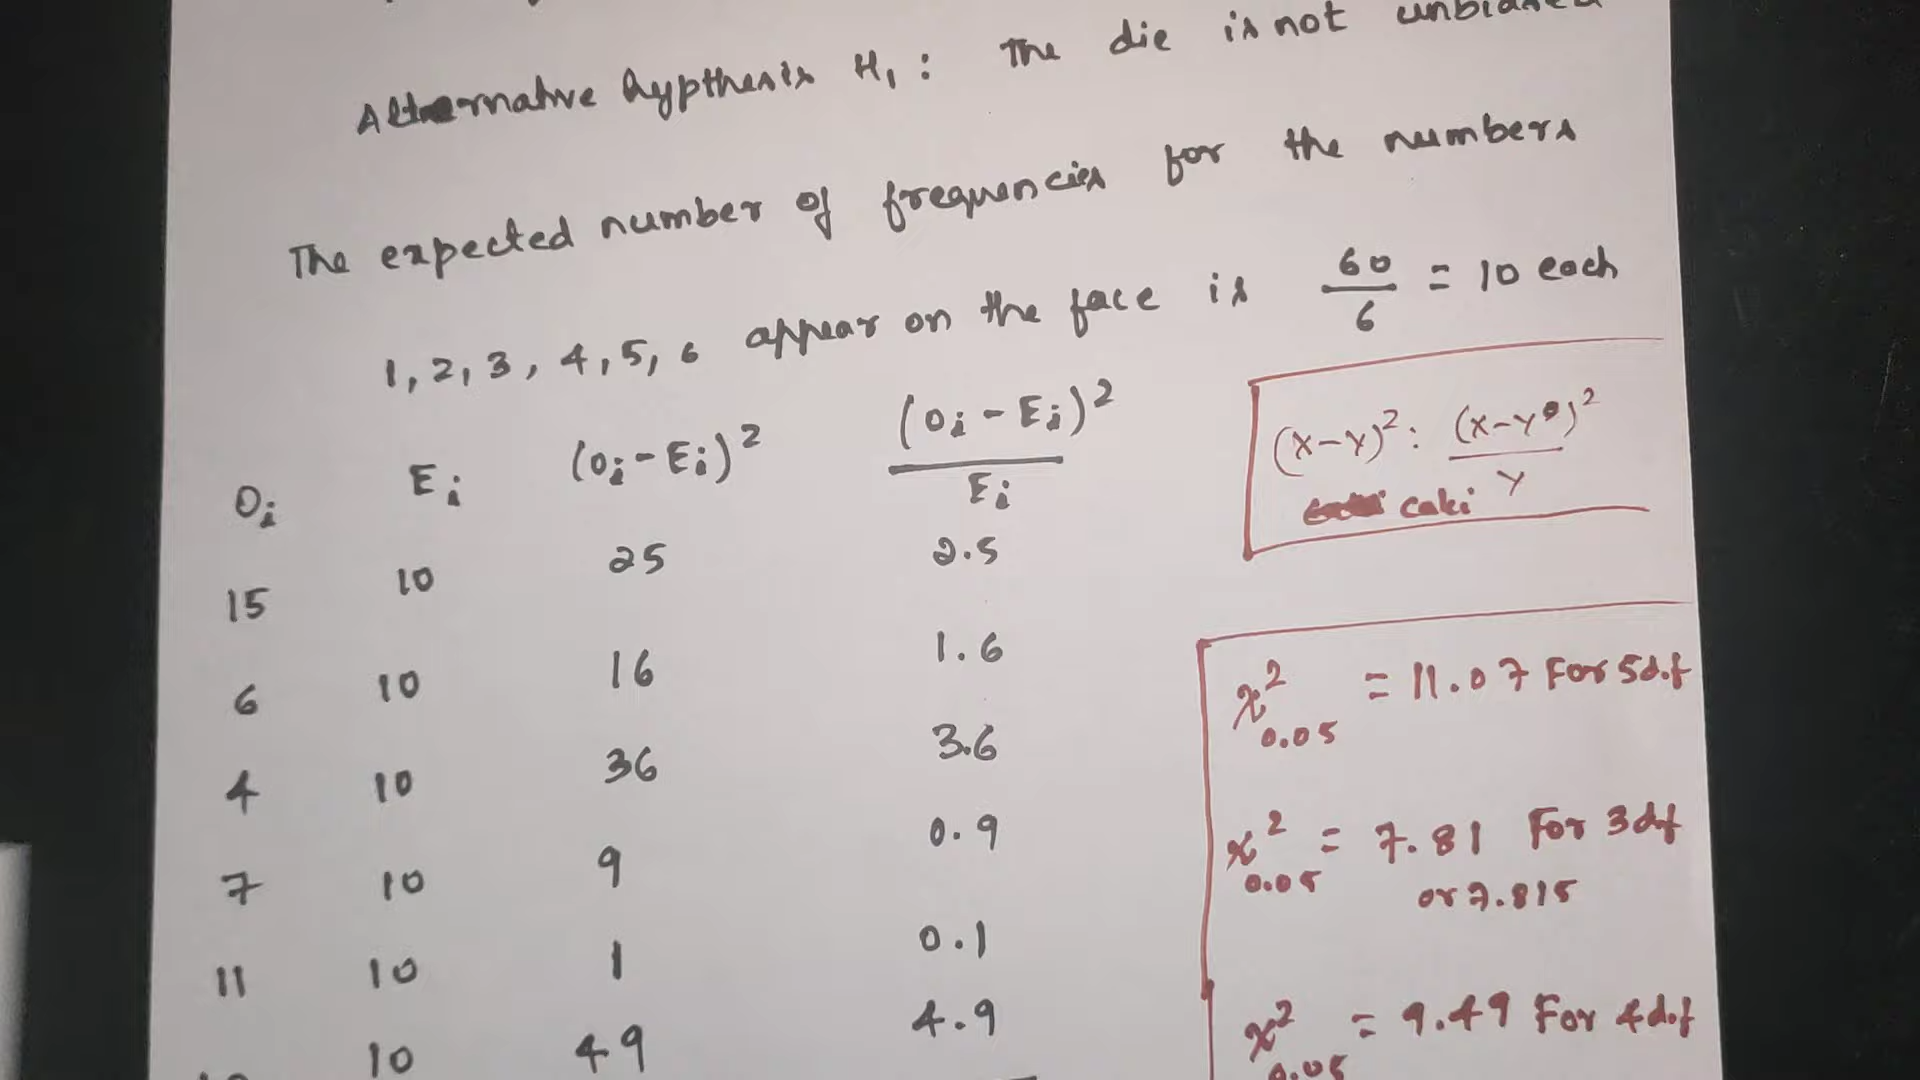 Alternative hypthesis H₁ : The die is not unbiased
The expected number of frequencies for the numbers
1, 2, 3, 4, 5, 6 appear on the face is 60/6 = 10 each
Oᵢ Eᵢ (Oᵢ-Eᵢ)² (Oᵢ-Eᵢ)²/Eᵢ
15 10 25 2.5
6 10 16 1.6
4 10 36 3.6
7 10 9 0.9
11 10 1 0.1
10 49 4.9
(X-Y)² : (X-Y)²/Y
calci
χ²0.05 = 11.07 For 5d.f
χ²0.05 = 7.81 For 3df
or 7.815
χ²0.05 = 9.49 For 4d.f